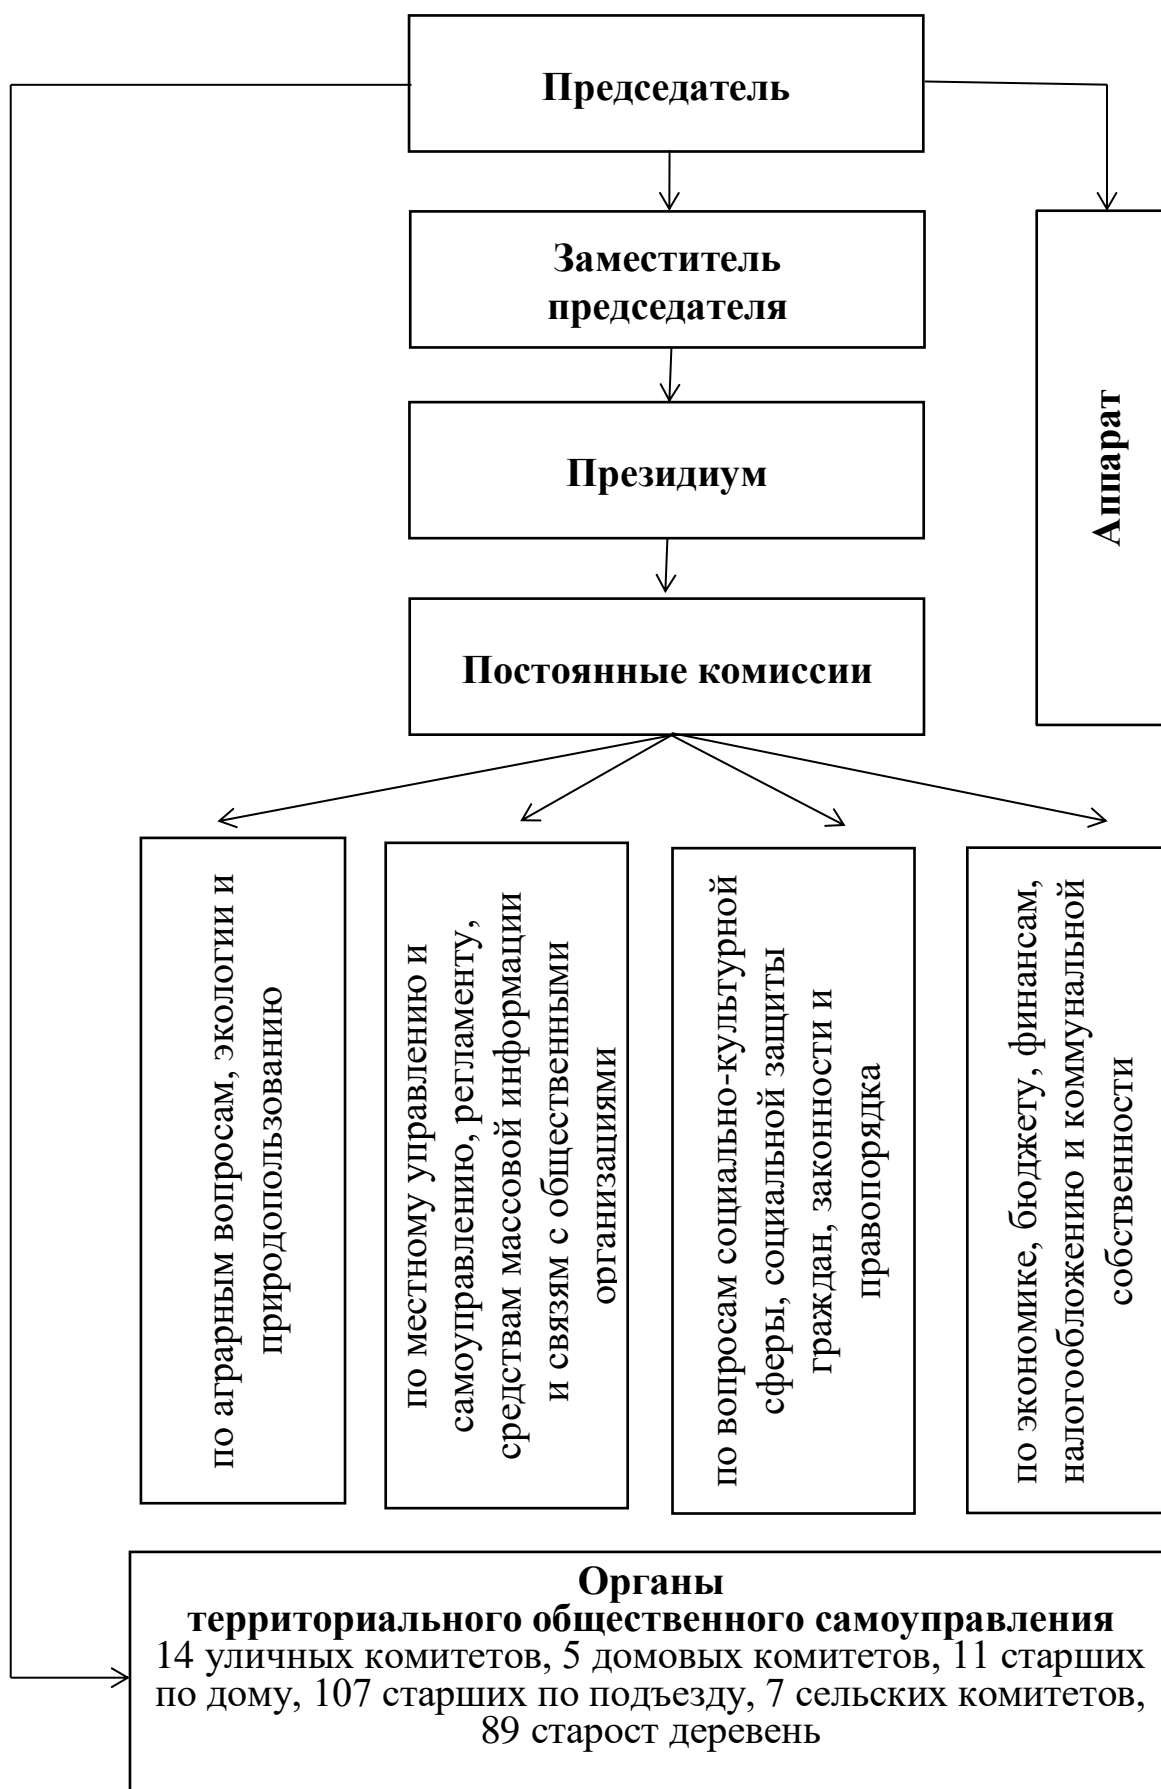 Председатель
Заместитель
председателя
Президиум
Аппарат
Постоянные комиссии
по аграрным вопросам, экологии и
природопользованию
по местному управлению и
самоуправлению, регламенту,
средствам массовой информации
и связям с общественными
организациями
по вопросам социально-культурной
сферы, социальной защиты
граждан, законности и
правопорядка
по экономике, бюджету, финансам,
налогообложению и коммунальной
собственности
Органы
территориального общественного самоуправления
14 уличных комитетов, 5 домовых комитетов, 11 старших
по дому, 107 старших по подъезду, 7 сельских комитетов,
89 старост деревень